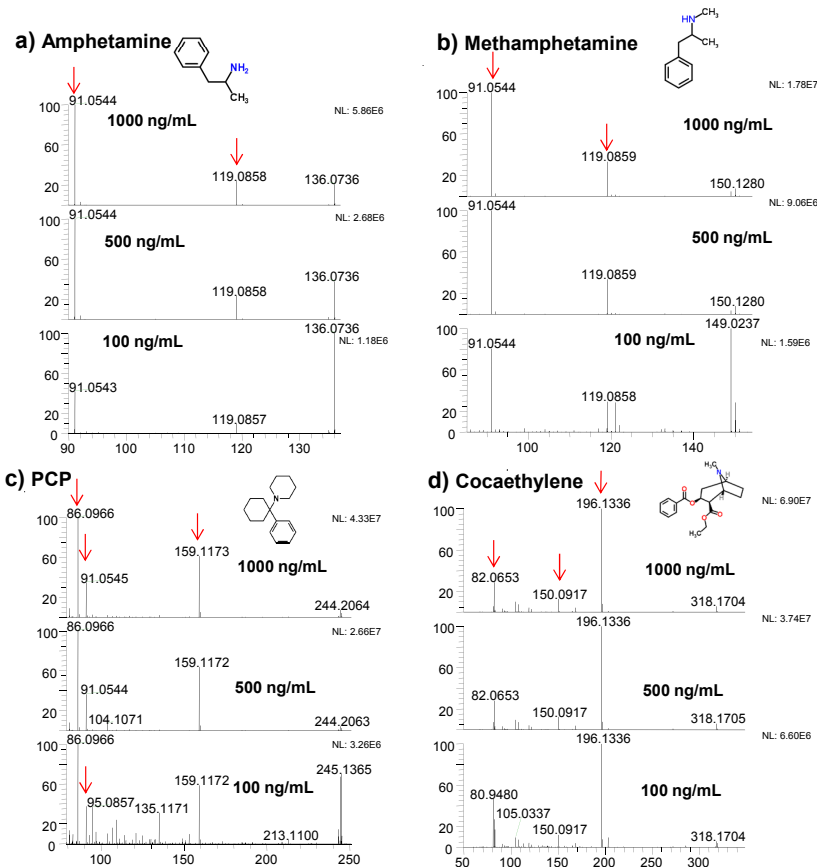 a) Amphetamine
NH2
CH3
100
91.0544
1000 ng/mL
NL: 5.86E6
60
119.0858
136.0736
20
100
91.0544
NL: 2.68E6
500 ng/mL
60
136.0736
119.0858
20
136.0736
100
100 ng/mL
NL: 1.18E6
60
91.0543
20
119.0857
0
90 100 110 120 130
b) Methamphetamine
HN CH3
CH3
91.0544
NL: 1.78E7
100
1000 ng/mL
60
119.0859
150.1280
20
91.0544
NL: 9.06E6
100
500 ng/mL
60
119.0859
20
150.1280
149.0237
100
100 ng/mL
NL: 1.59E6
91.0544
60
119.0858
20
0
100 120 140
c) PCP
N
86.0966
NL: 4.33E7
100
159.1173
1000 ng/mL
60
91.0545
20
244.2064
86.0966
NL: 2.66E7
100
159.1172
60
500 ng/mL
91.0544
20
104.1071
244.2063
86.0966
NL: 3.26E6
100
159.1172
100 ng/mL
245.1365
60
95.0857
135.1171
20
213.1100
0
100 150 200 250
d) Cocaethylene
H3C
N
H
H
O
O
O
O
H3C
196.1336
NL: 6.90E7
100
1000 ng/mL
60
82.0653
150.0917
20
318.1704
196.1336
NL: 3.74E7
100
500 ng/mL
60
82.0653
150.0917
20
318.1705
196.1336
NL: 6.60E6
100
100 ng/mL
60
80.9480
105.0337
20
150.0917
318.1704
0
50 100 150 200 250 300